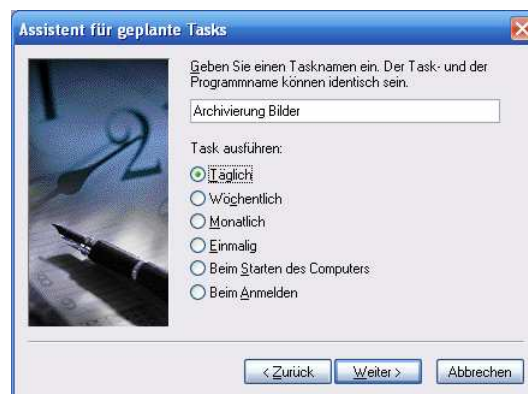 Assistent für geplante Tasks
Geben Sie einen Tasknamen ein. Der Task- und der
Programmname können identisch sein.
Archivierung Bilder
Task ausführen:
Täglich
Wöchentlich
Monatlich
Einmalig
Beim Starten des Computers
Beim Anmelden
< Zurück
Weiter >
Abbrechen